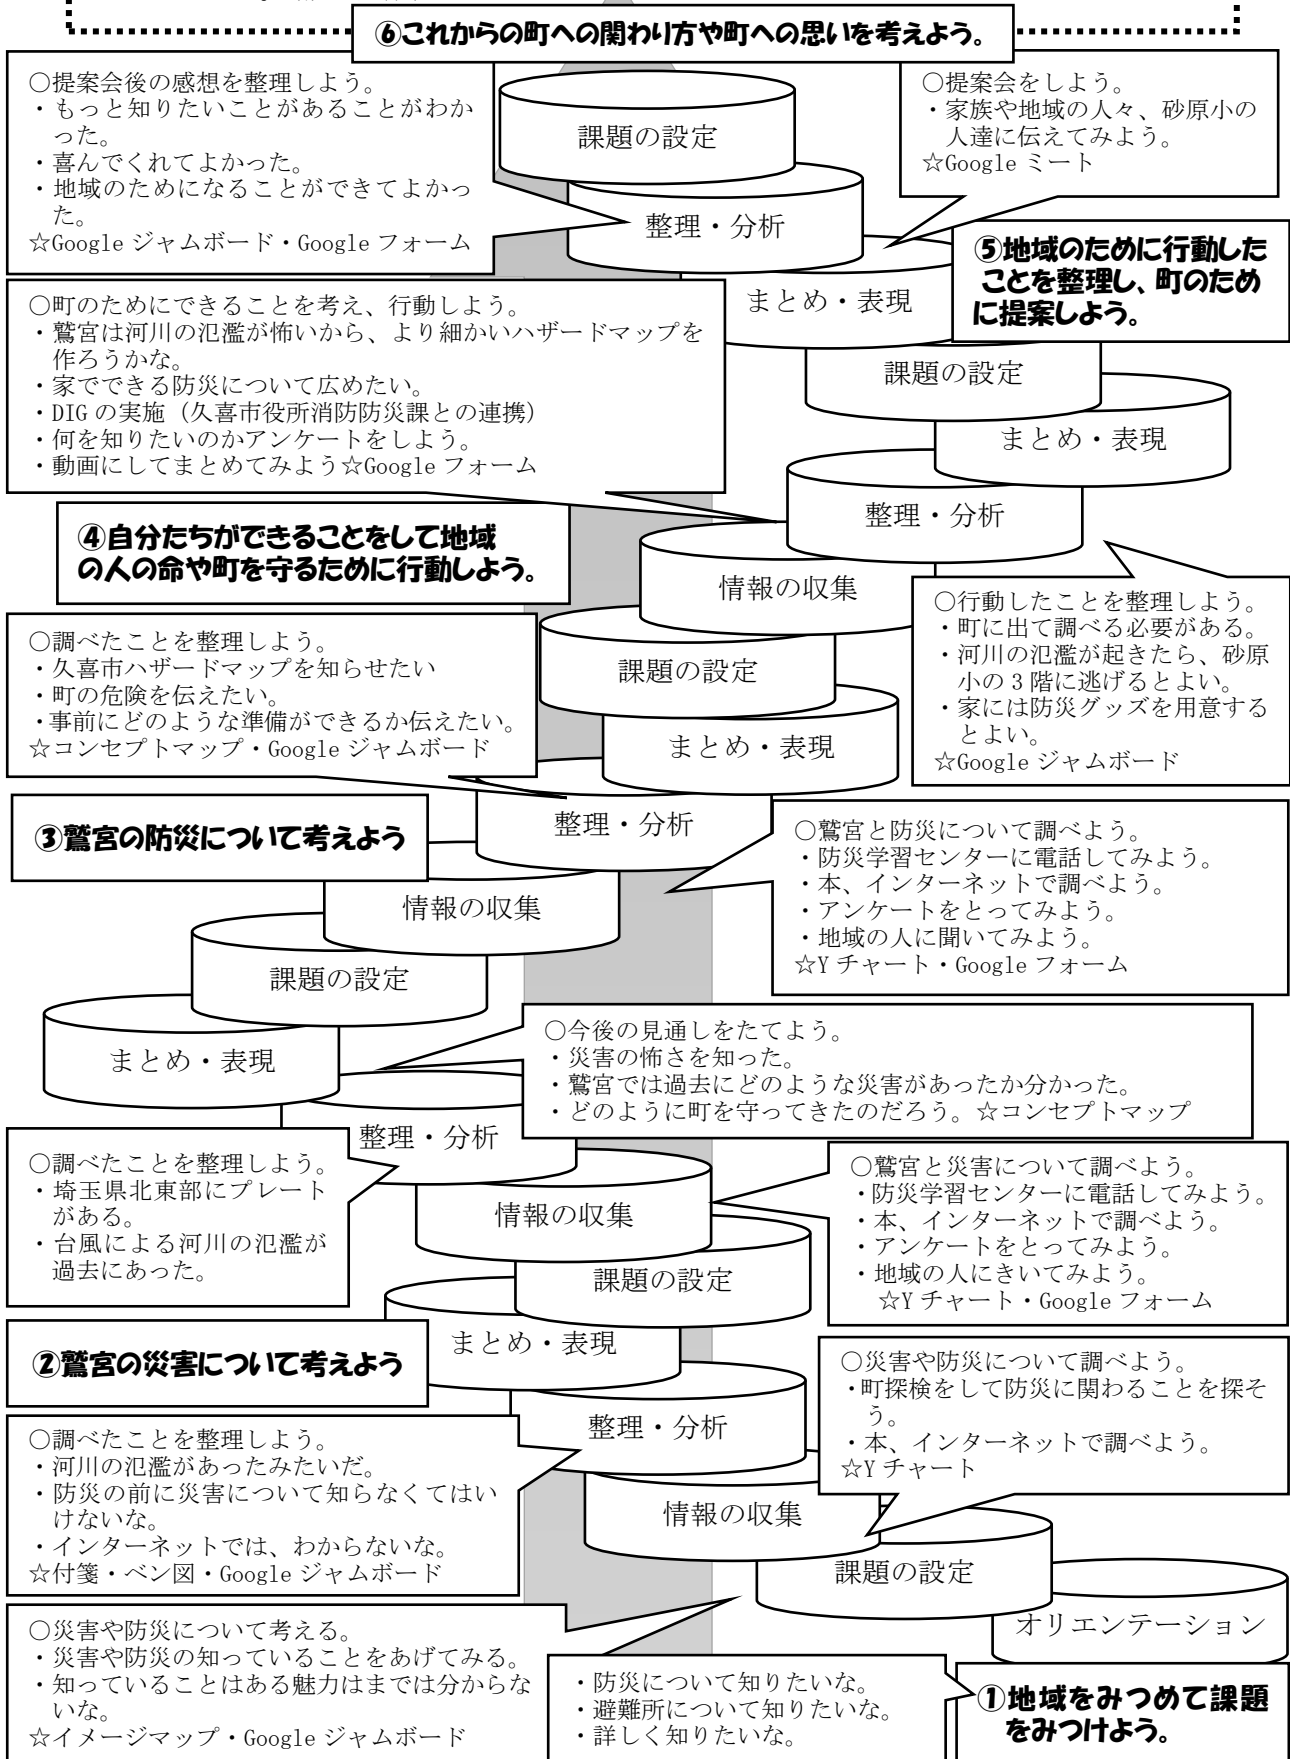 ⑥これからの町への関わり方や町への思いを考えよう。
○提案会後の感想を整理しよう。
・もっと知りたいことがあることがわか
った。
・喜んでくれてよかった。
・地域のためになることができてよかっ
た。
☆Google ジャムボード・Google フォーム
課題の設定
○提案会をしよう。
・家族や地域の人々、砂原小の
人達に伝えてみよう。
☆Google ミート
整理・分析
まとめ・表現
⑤地域のために行動した
ことを整理し、町のため
に提案しよう。
○町のためにできることを考え、行動しよう。
・鷲宮は河川の氾濫が怖いから、より細かいハザードマップを
作ろうかな。
・家でできる防災について広めたい。
・DIG の実施（久喜市役所消防防災課との連携）
・何を知りたいのかアンケートをしよう。
・動画にしてまとめてみよう☆Google フォーム
課題の設定
まとめ・表現
整理・分析
④自分たちができることをして地域
の人の命や町を守るために行動しよう。
情報の収集
○行動したことを整理しよう。
・町に出て調べる必要がある。
・河川の氾濫が起きたら、砂原
小の 3 階に逃げるとよい。
・家には防災グッズを用意する
とよい。
☆Google ジャムボード
○調べたことを整理しよう。
・久喜市ハザードマップを知らせたい
・町の危険を伝えたい。
・事前にどのような準備ができるか伝えたい。
☆コンセプトマップ・Google ジャムボード
課題の設定
まとめ・表現
整理・分析
③鷲宮の防災について考えよう
○鷲宮と防災について調べよう。
・防災学習センターに電話してみよう。
・本、インターネットで調べよう。
・アンケートをとってみよう。
・地域の人に聞いてみよう。
☆Y チャート・Google フォーム
情報の収集
課題の設定
まとめ・表現
○今後の見通しをたてよう。
・災害の怖さを知った。
・鷲宮では過去にどのような災害があったか分かった。
・どのように町を守ってきたのだろう。☆コンセプトマップ
整理・分析
○調べたことを整理しよう。
・埼玉県北東部にプレート
がある。
・台風による河川の氾濫が
過去にあった。
○鷲宮と災害について調べよう。
・防災学習センターに電話してみよう。
・本、インターネットで調べよう。
・アンケートをとってみよう。
・地域の人にきいてみよう。
☆Y チャート・Google フォーム
情報の収集
課題の設定
まとめ・表現
②鷲宮の災害について考えよう
○災害や防災について調べよう。
・町探検をして防災に関わることを探そ
う。
・本、インターネットで調べよう。
☆Y チャート
整理・分析
○調べたことを整理しよう。
・河川の氾濫があったみたいだ。
・防災の前に災害について知らなくてはい
けないな。
・インターネットでは、わからないな。
☆付箋・ベン図・Google ジャムボード
情報の収集
課題の設定
オリエンテーション
○災害や防災について考える。
・災害や防災の知っていることをあげてみる。
・知っていることはある魅力はまでは分からな
いな。
☆イメージマップ・Google ジャムボード
・防災について知りたいな。
・避難所について知りたいな。
・詳しく知りたいな。
①地域をみつめて課題
をみつけよう。